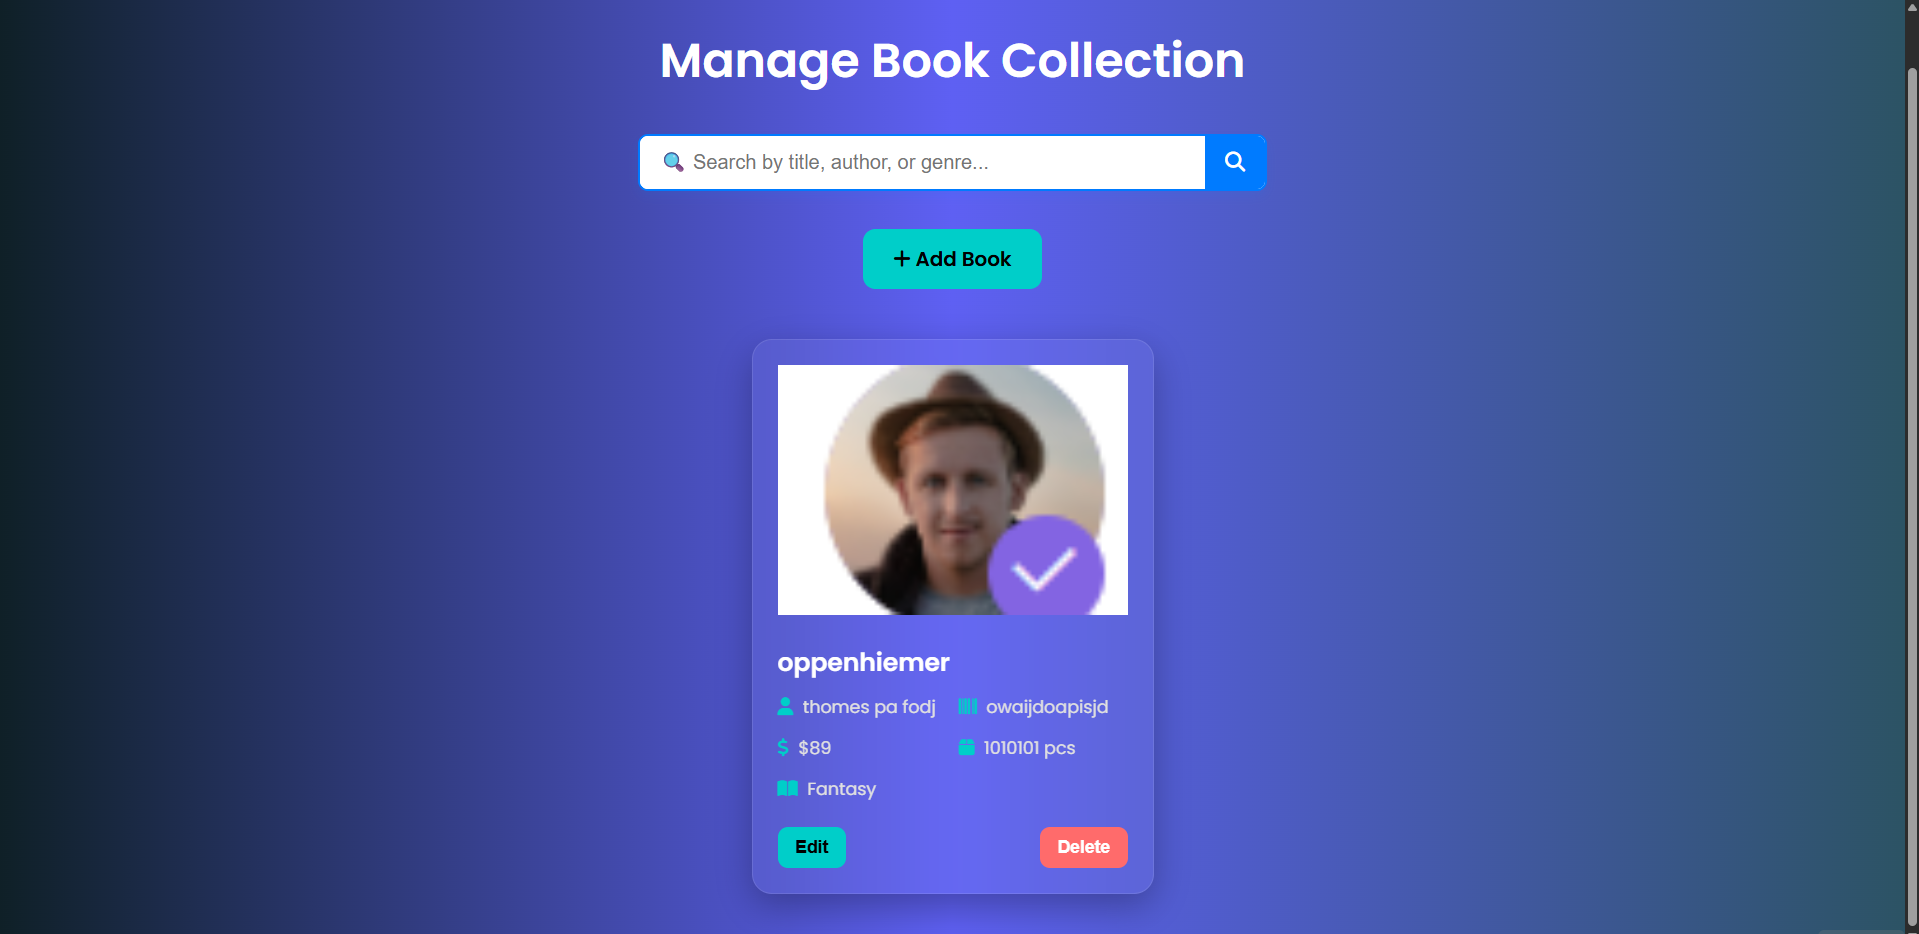 Manage Book Collection
🔍 Search by title, author, or genre...
+ Add Book
oppenhiemer
thomes pa fodj owaijdoapisjd
$ $89 1010101 pcs
Fantasy
Edit Delete